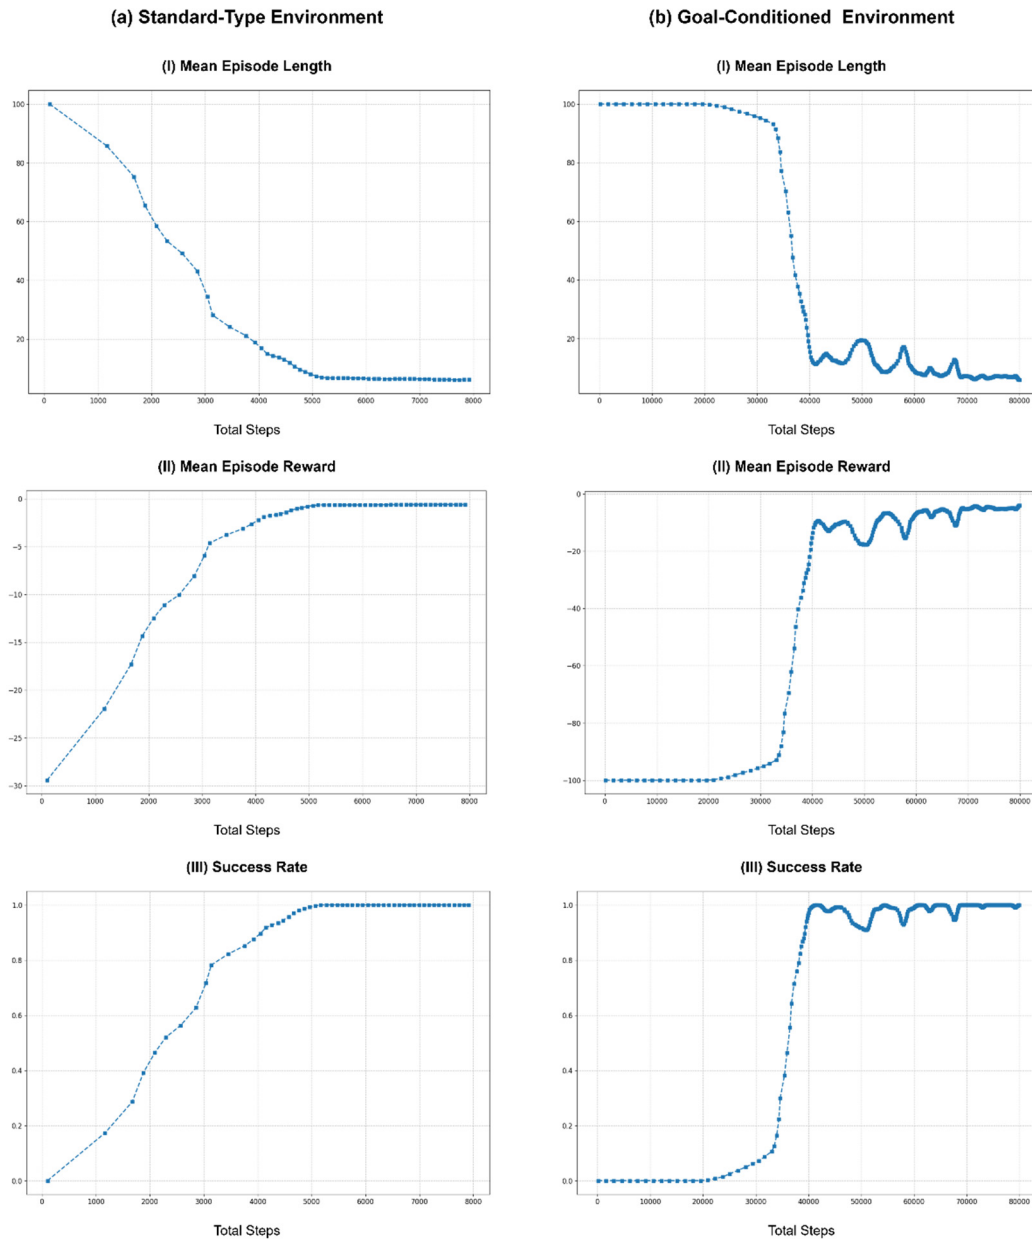 (a) Standard-Type Environment
(b) Goal-Conditioned Environment
(I) Mean Episode Length
100
80
60
40
20
0 1000 2000 3000 4000 5000 6000 7000 8000
Total Steps
(I) Mean Episode Length
100
80
60
40
20
0 10000 20000 30000 40000 50000 60000 70000 80000
Total Steps
(II) Mean Episode Reward
0
−5
−10
−15
−20
−25
−30
0 1000 2000 3000 4000 5000 6000 7000 8000
Total Steps
(II) Mean Episode Reward
0
−20
−40
−60
−80
−100
0 10000 20000 30000 40000 50000 60000 70000 80000
Total Steps
(III) Success Rate
1.0
0.8
0.6
0.4
0.2
0.0
0 1000 2000 3000 4000 5000 6000 7000 8000
Total Steps
(III) Success Rate
1.0
0.8
0.6
0.4
0.2
0.0
0 10000 20000 30000 40000 50000 60000 70000 80000
Total Steps